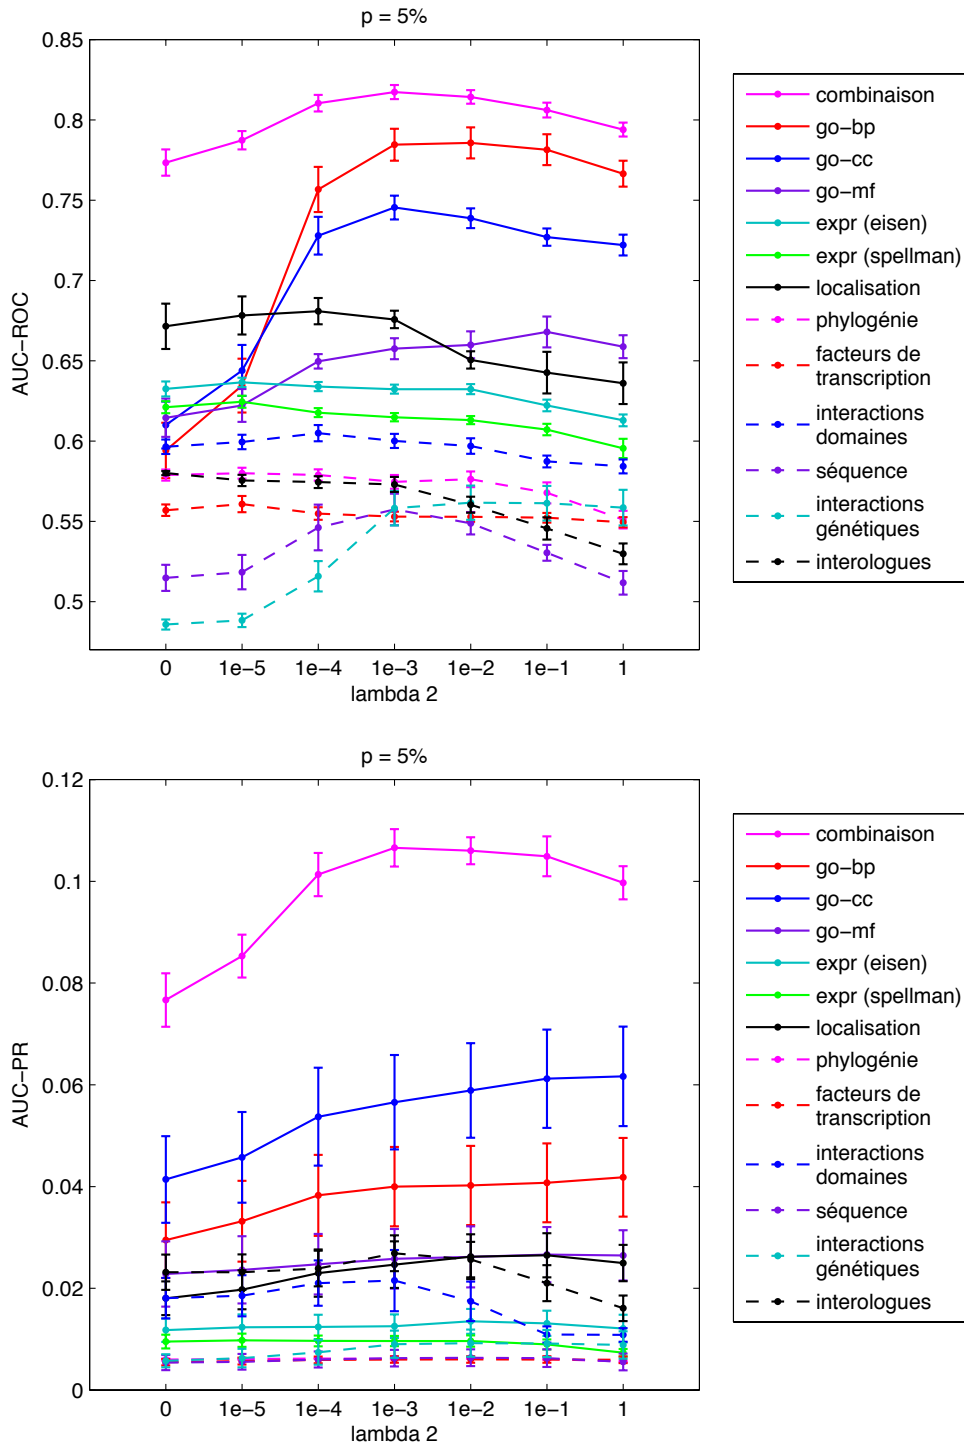 p = 5%
0.85
0.8
0.75
0.7
0.65
0.6
0.55
0.5
AUC−ROC
0 1e−5 1e−4 1e−3 1e−2 1e−1 1
lambda 2
combinaison
go−bp
go−cc
go−mf
expr (eisen)
expr (spellman)
localisation
phylogénie
facteurs de
transcription
interactions
domaines
séquence
interactions
génétiques
interologues
p = 5%
0.12
0.1
0.08
0.06
0.04
0.02
0
AUC−PR
0 1e−5 1e−4 1e−3 1e−2 1e−1 1
lambda 2
combinaison
go−bp
go−cc
go−mf
expr (eisen)
expr (spellman)
localisation
phylogénie
facteurs de
transcription
interactions
domaines
séquence
interactions
génétiques
interologues